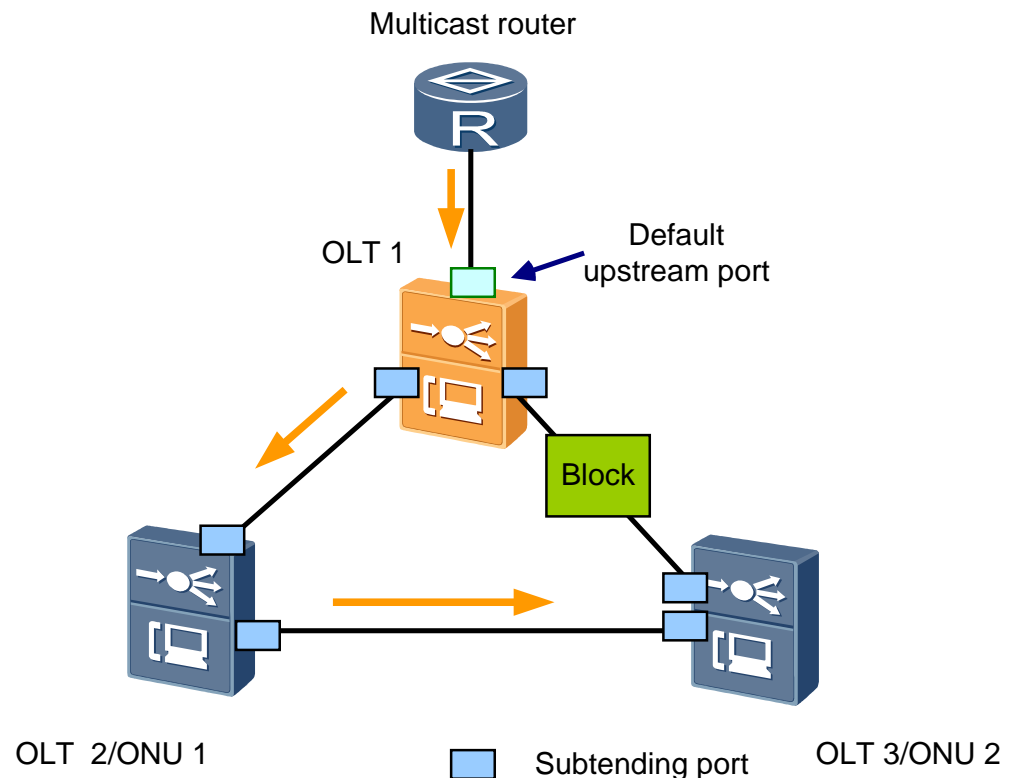 Multicast router
R
OLT 1
Default
upstream port
Block
OLT 2/ONU 1
Subtending port
OLT 3/ONU 2